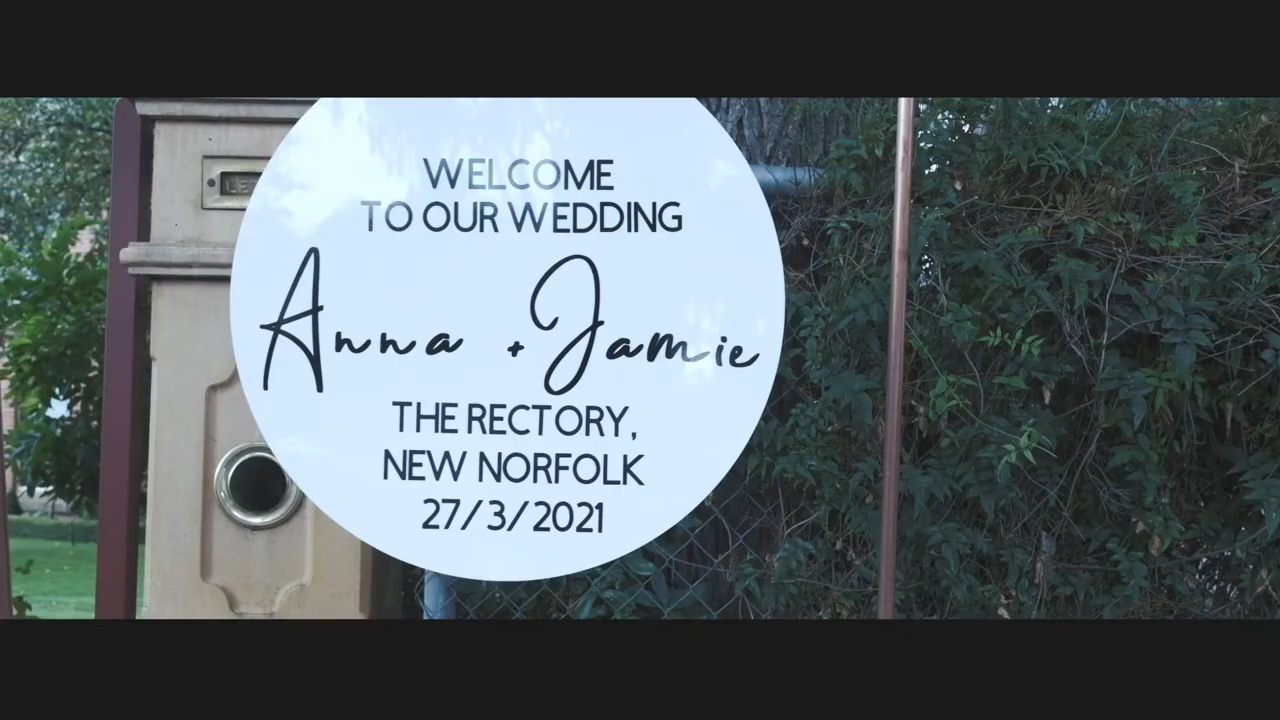 WELCOME
TO OUR WEDDING
Anna + Jamie
THE RECTORY,
NEW NORFOLK
27/3/2021